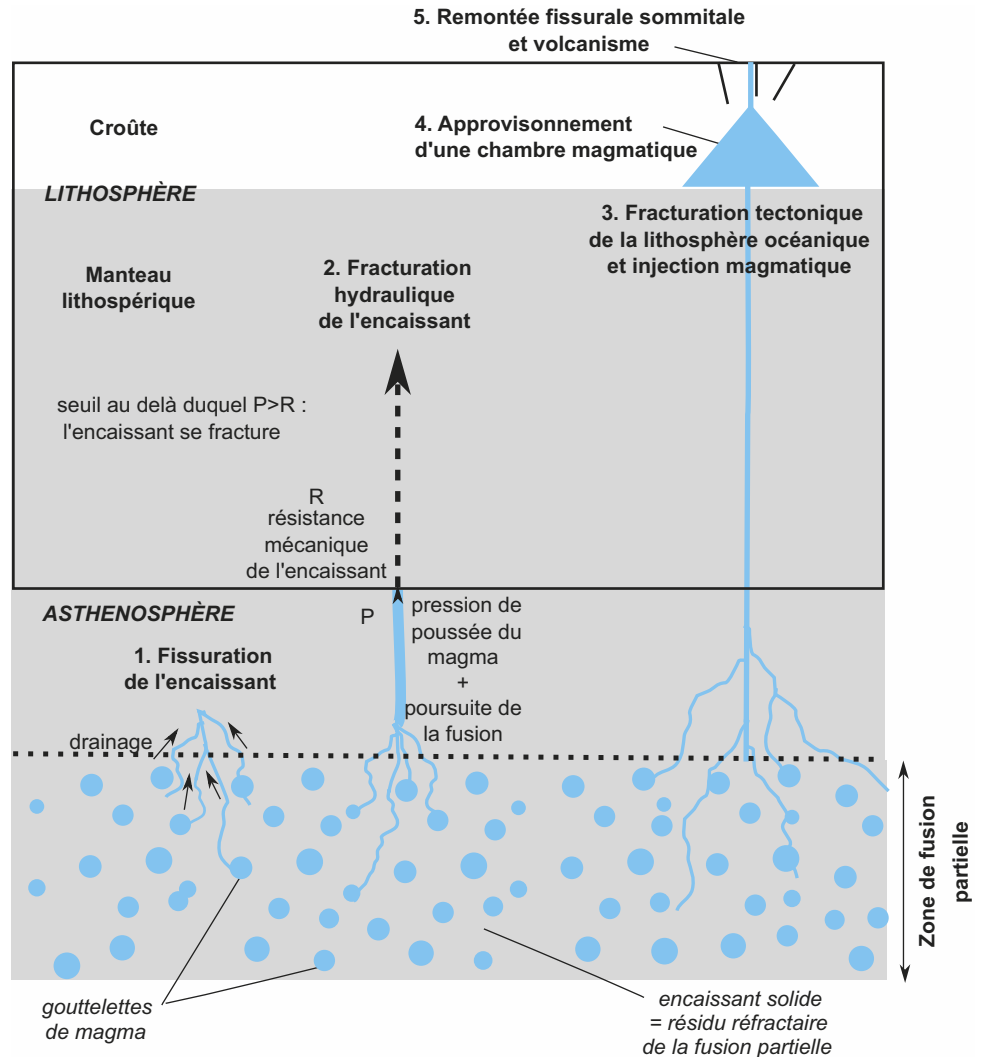 5. Remontée fissurale sommitale
et volcanisme
Croûte
4. Approvisonnement
d'une chambre magmatique
LITHOSPHÈRE
3. Fracturation tectonique
de la lithosphère océanique
et injection magmatique
Manteau
lithospérique
2. Fracturation
hydraulique
de l'encaissant
seuil au delà duquel P>R :
l'encaissant se fracture
R
résistance
mécanique
de l'encaissant
ASTHENOSPHÈRE
P
pression de
poussée du
magma
+
poursuite de
la fusion
1. Fissuration
de l'encaissant
drainage
Zone de fusion
partielle
gouttelettes
de magma
encaissant solide
= résidu réfractaire
de la fusion partielle